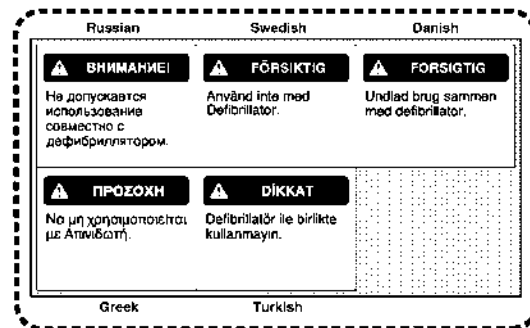 Russian Swedish Danish
ВНИМАНИЕ! FÖRSIKTIG FORSIGTIG
Не допускается
использование
совместно с
дефибриллятором.
Använd inte med
Defibrillator.
Undlad brug sammen
med defibrillator.
ΠΡΟΣΟΧΗ DİKKAT
Να μη χρησιμοποιείται
με Απινιδωτή.
Defibrillatör ile birlikte
kullanmayın.
Greek Turkish